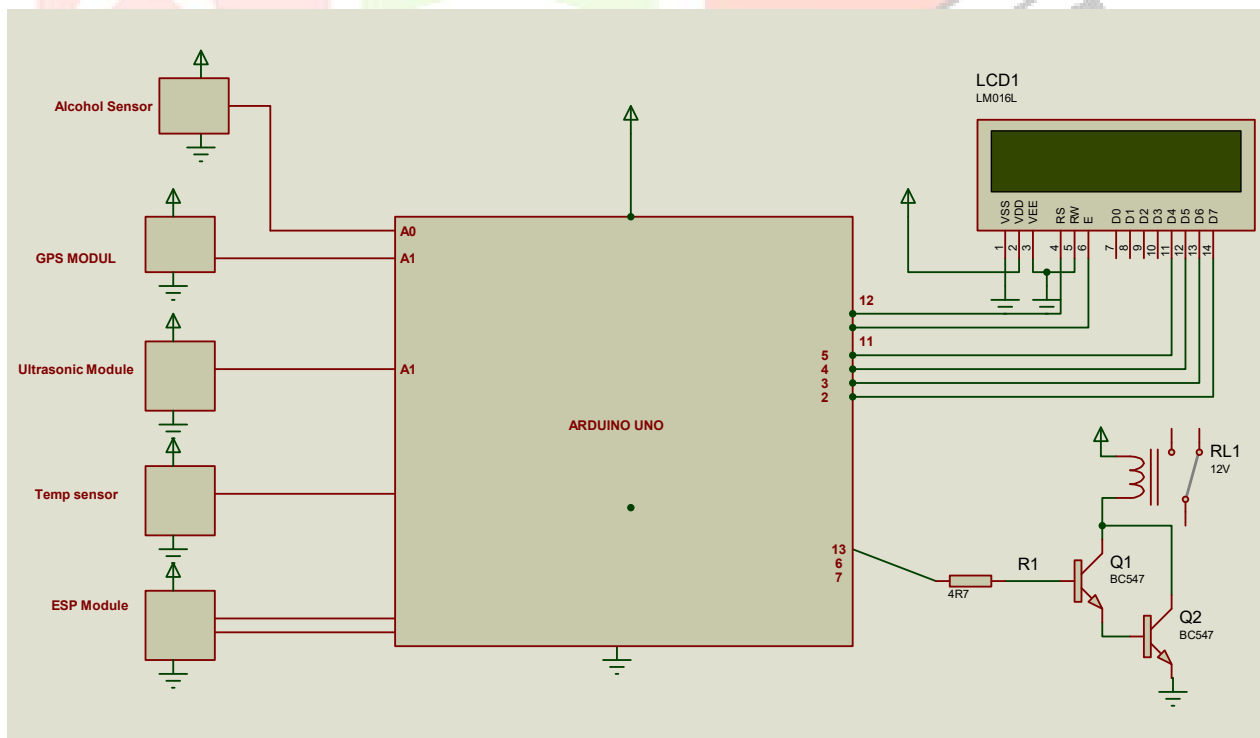 Alcohol Sensor
GPS MODUL
Ultrasonic Module
Temp sensor
ESP Module
A0
A1
A1
ARDUINO UNO
12
11
5
4
3
2
13
6
7
LCD1
LM016L
VSS
VDD
VEE
RS
RW
E
D0
D1
D2
D3
D4
D5
D6
D7
1
2
3
4
5
6
7
8
9
10
11
12
13
14
RL1
12V
R1
4R7
Q1
BC547
Q2
BC547